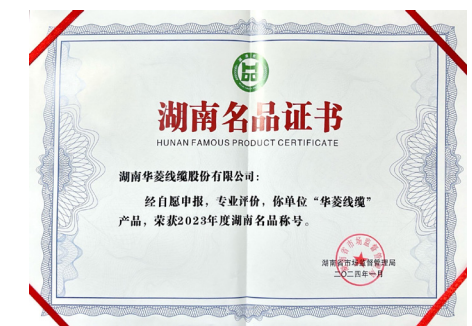 湖南名品证书
HUNAN FAMOUS PRODUCT CERTIFICATE
湖南华菱线缆股份有限公司：
经自愿申报，专业评价，你单位“华菱线缆”
产品，荣获2023年度湖南名品称号。
湖南省市场监督管理局
二〇二四年一月